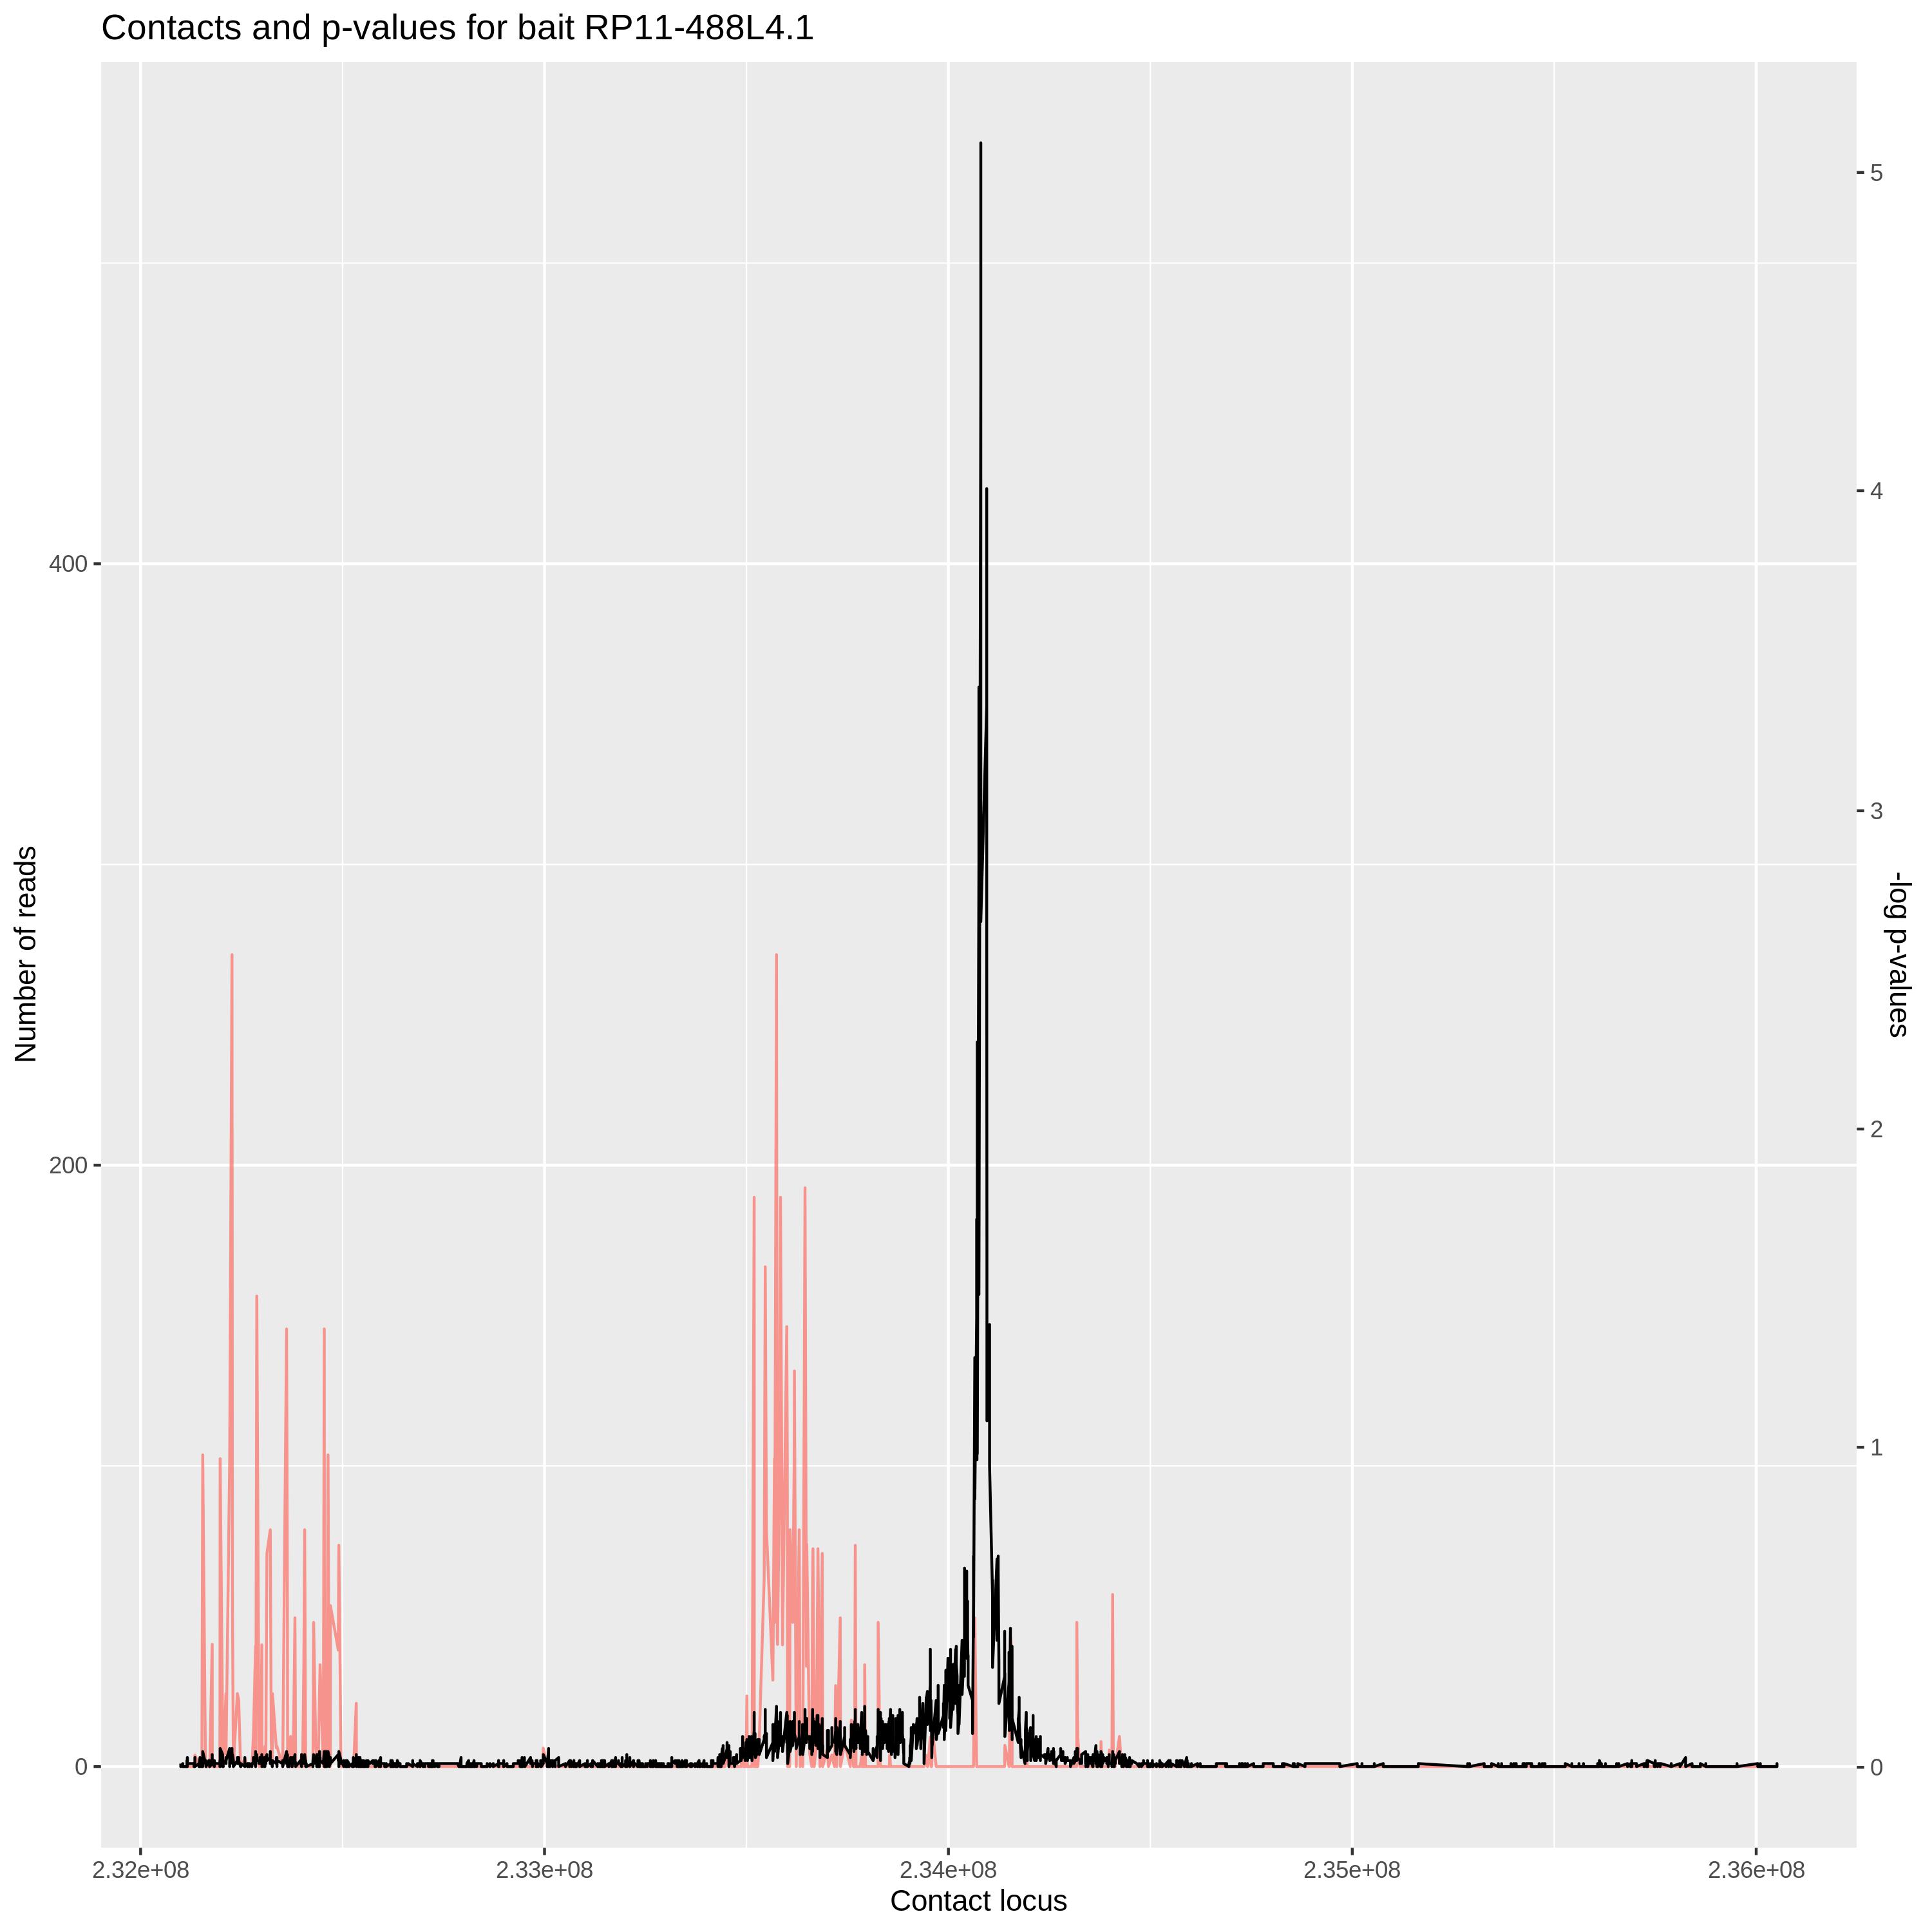 Contacts and p-values for bait RP11-488L4.1
5
4
400
3
Number of reads
-log p-values
2
200
1
0
0
2.32e+08 2.33e+08 2.34e+08 2.35e+08 2.36e+08
Contact locus